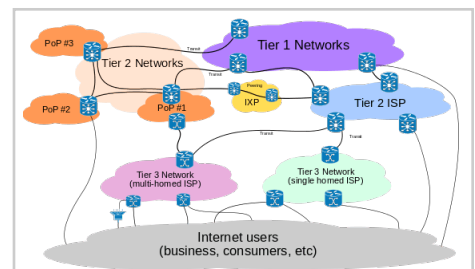 PoP #3
Tier 1 Networks
Tier 2 Networks
Transit
Transit
Peering
IXP
PoP #2
PoP #1
Tier 2 ISP
Transit
Transit
Tier 3 Network
(multi-homed ISP)
Tier 3 Network
(single homed ISP)
Internet users
(business, consumers, etc)